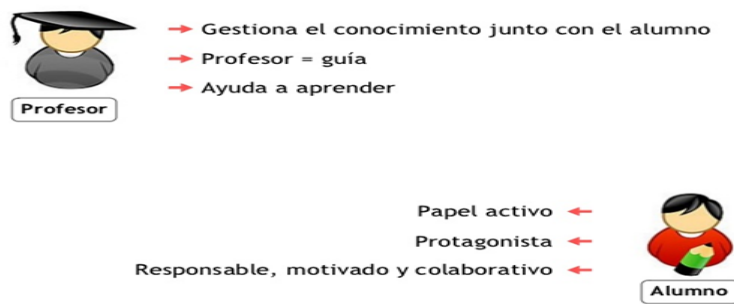 Gestiona el conocimiento junto con el alumno
Profesor = guía
Ayuda a aprender
Profesor
Papel activo
Protagonista
Responsable, motivado y colaborativo
Alumno